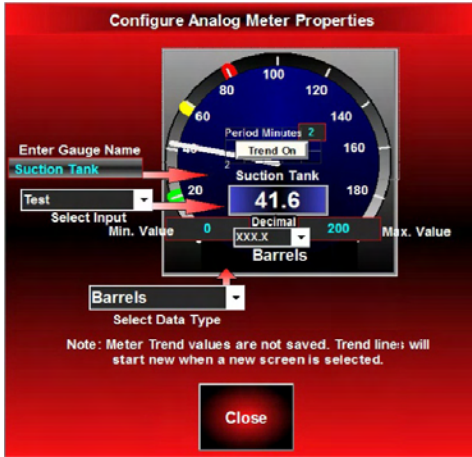 Configure Analog Meter Properties
100
80
120
60
140
Period Minutes 2
40
Trend On
160
2
Enter Gauge Name
Suction Tank
Suction Tank
20
180
Test
41.6
Select Input
Decimal
Min. Value
0
XXX.X
200
Max. Value
Barrels
Barrels
Select Data Type
Note: Meter Trend values are not saved. Trend lines will
start new when a new screen is selected.
Close